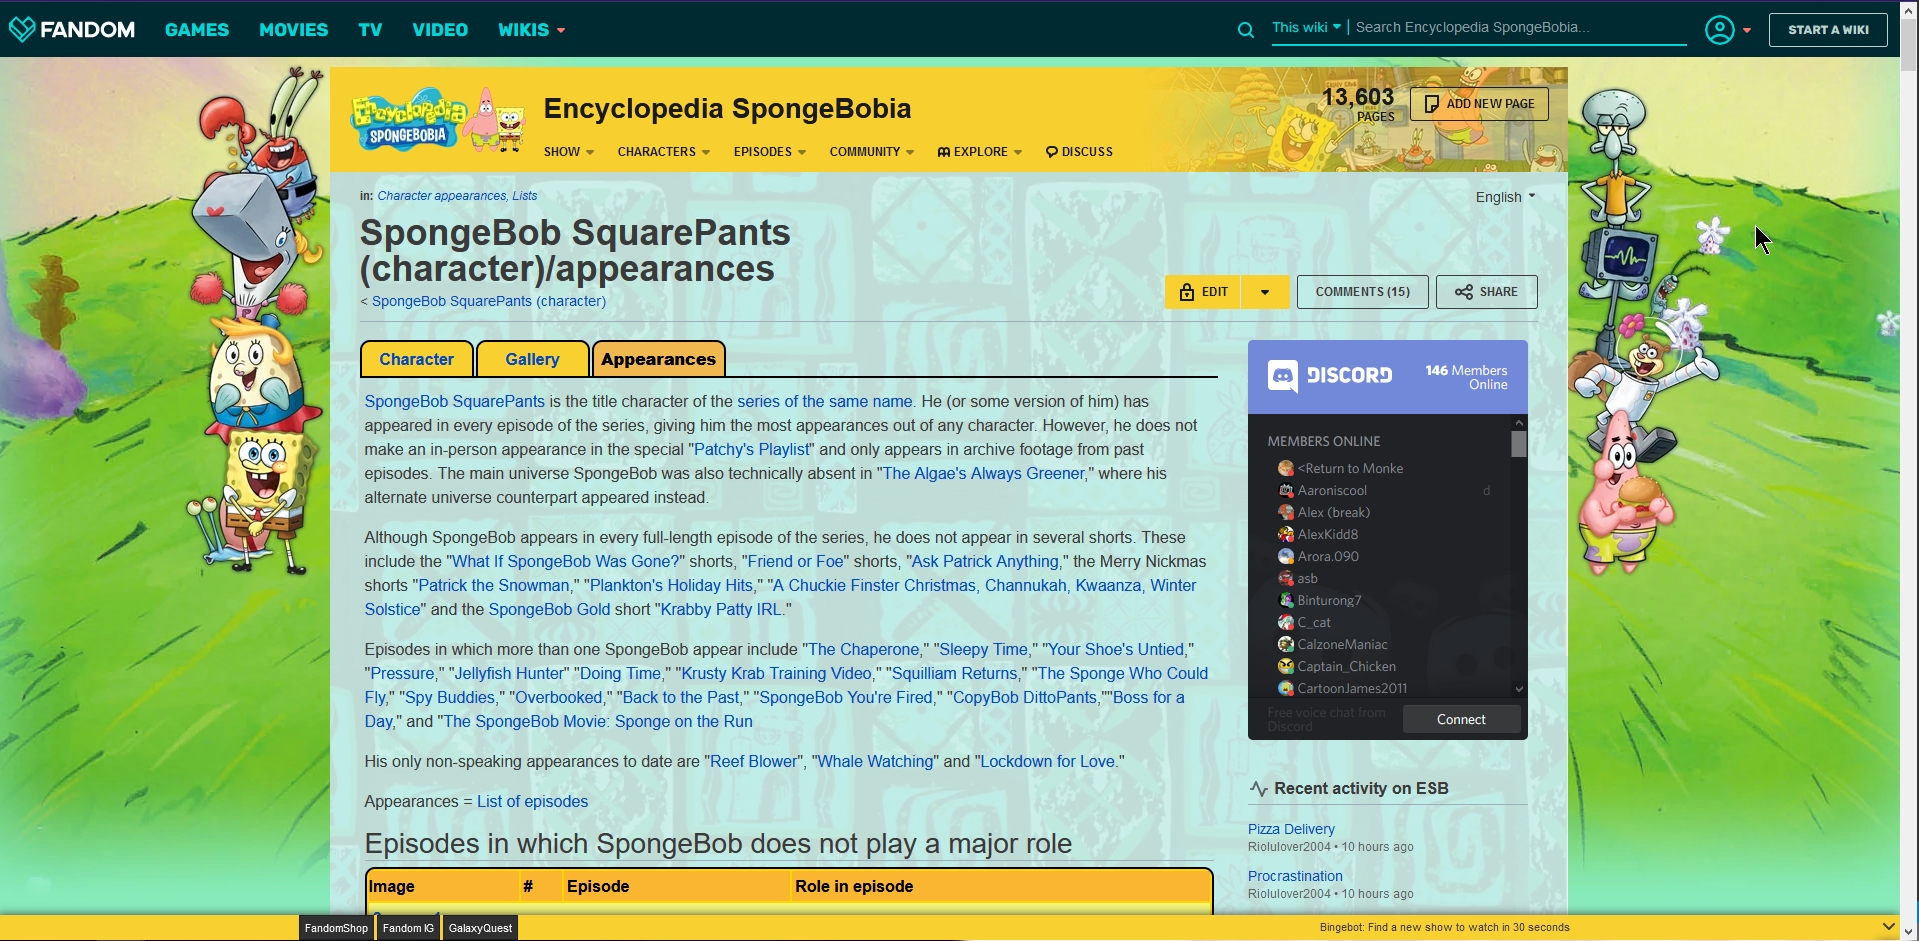 FANDOM
GAMES
MOVIES
TV
VIDEO
WIKIS
This wiki
Search Encyclopedia SpongeBobia...
START A WIKI
Encyclopedia
SPONGEBOBIA
Encyclopedia SpongeBobia
13,603
PAGES
ADD NEW PAGE
SHOW
CHARACTERS
EPISODES
COMMUNITY
EXPLORE
DISCUSS
in: Character appearances, Lists
English
SpongeBob SquarePants
(character)/appearances
< SpongeBob SquarePants (character)
EDIT
COMMENTS (15)
SHARE
Character
Gallery
Appearances
SpongeBob SquarePants is the title character of the series of the same name. He (or some version of him) has
appeared in every episode of the series, giving him the most appearances out of any character. However, he does not
make an in-person appearance in the special "Patchy's Playlist" and only appears in archive footage from past
episodes. The main universe SpongeBob was also technically absent in "The Algae's Always Greener," where his
alternate universe counterpart appeared instead.
Although SpongeBob appears in every full-length episode of the series, he does not appear in several shorts. These
include the "What If SpongeBob Was Gone?" shorts, "Friend or Foe" shorts, "Ask Patrick Anything," the Merry Nickmas
shorts "Patrick the Snowman," "Plankton's Holiday Hits," "A Chuckie Finster Christmas, Channukah, Kwaanza, Winter
Solstice" and the SpongeBob Gold short "Krabby Patty IRL."
Episodes in which more than one SpongeBob appear include "The Chaperone," "Sleepy Time," "Your Shoe's Untied,"
"Pressure," "Jellyfish Hunter" "Doing Time," "Krusty Krab Training Video," "Squilliam Returns," "The Sponge Who Could
Fly," "Spy Buddies," "Overbooked," "Back to the Past," "SpongeBob You're Fired," "CopyBob DittoPants,""Boss for a
Day," and "The SpongeBob Movie: Sponge on the Run
His only non-speaking appearances to date are "Reef Blower", "Whale Watching" and "Lockdown for Love."
Appearances = List of episodes
Episodes in which SpongeBob does not play a major role
Image
#
Episode
Role in episode
DISCORD
146 Members
Online
MEMBERS ONLINE
<Return to Monke
Aaroniscool
d
Alex (break)
AlexKidd8
Arora.090
asb
Binturong7
C_cat
CalzoneManiac
Captain_Chicken
CartoonJames2011
Free voice chat from
Discord
Connect
Recent activity on ESB
Pizza Delivery
Riolulover2004 • 10 hours ago
Procrastination
Riolulover2004 • 10 hours ago
FandomShop
Fandom IG
GalaxyQuest
Bingebot: Find a new show to watch in 30 seconds